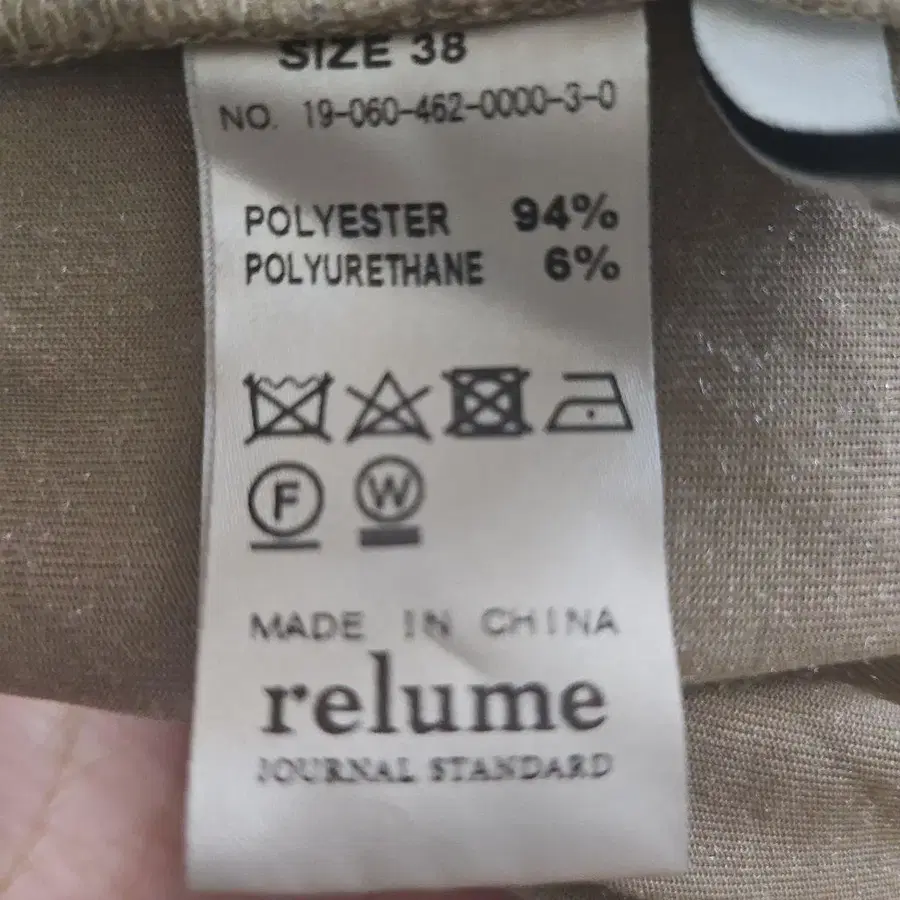 SIZE 38
NO. 19-060-462-0000-3-0
POLYESTER 94%
POLYURETHANE 6%
F W
MADE IN CHINA
relume
JOURNAL STANDARD